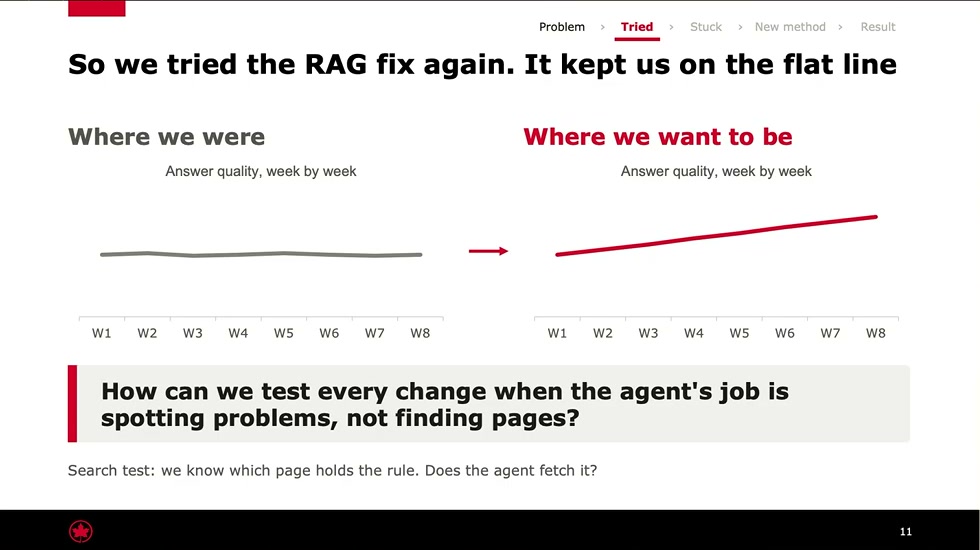 Problem › Tried › Stuck › New method › Result
So we tried the RAG fix again. It kept us on the flat line
Where we were
Answer quality, week by week
W1 W2 W3 W4 W5 W6 W7 W8
Where we want to be
Answer quality, week by week
W1 W2 W3 W4 W5 W6 W7 W8
How can we test every change when the agent's job is
spotting problems, not finding pages?
Search test: we know which page holds the rule. Does the agent fetch it?
11